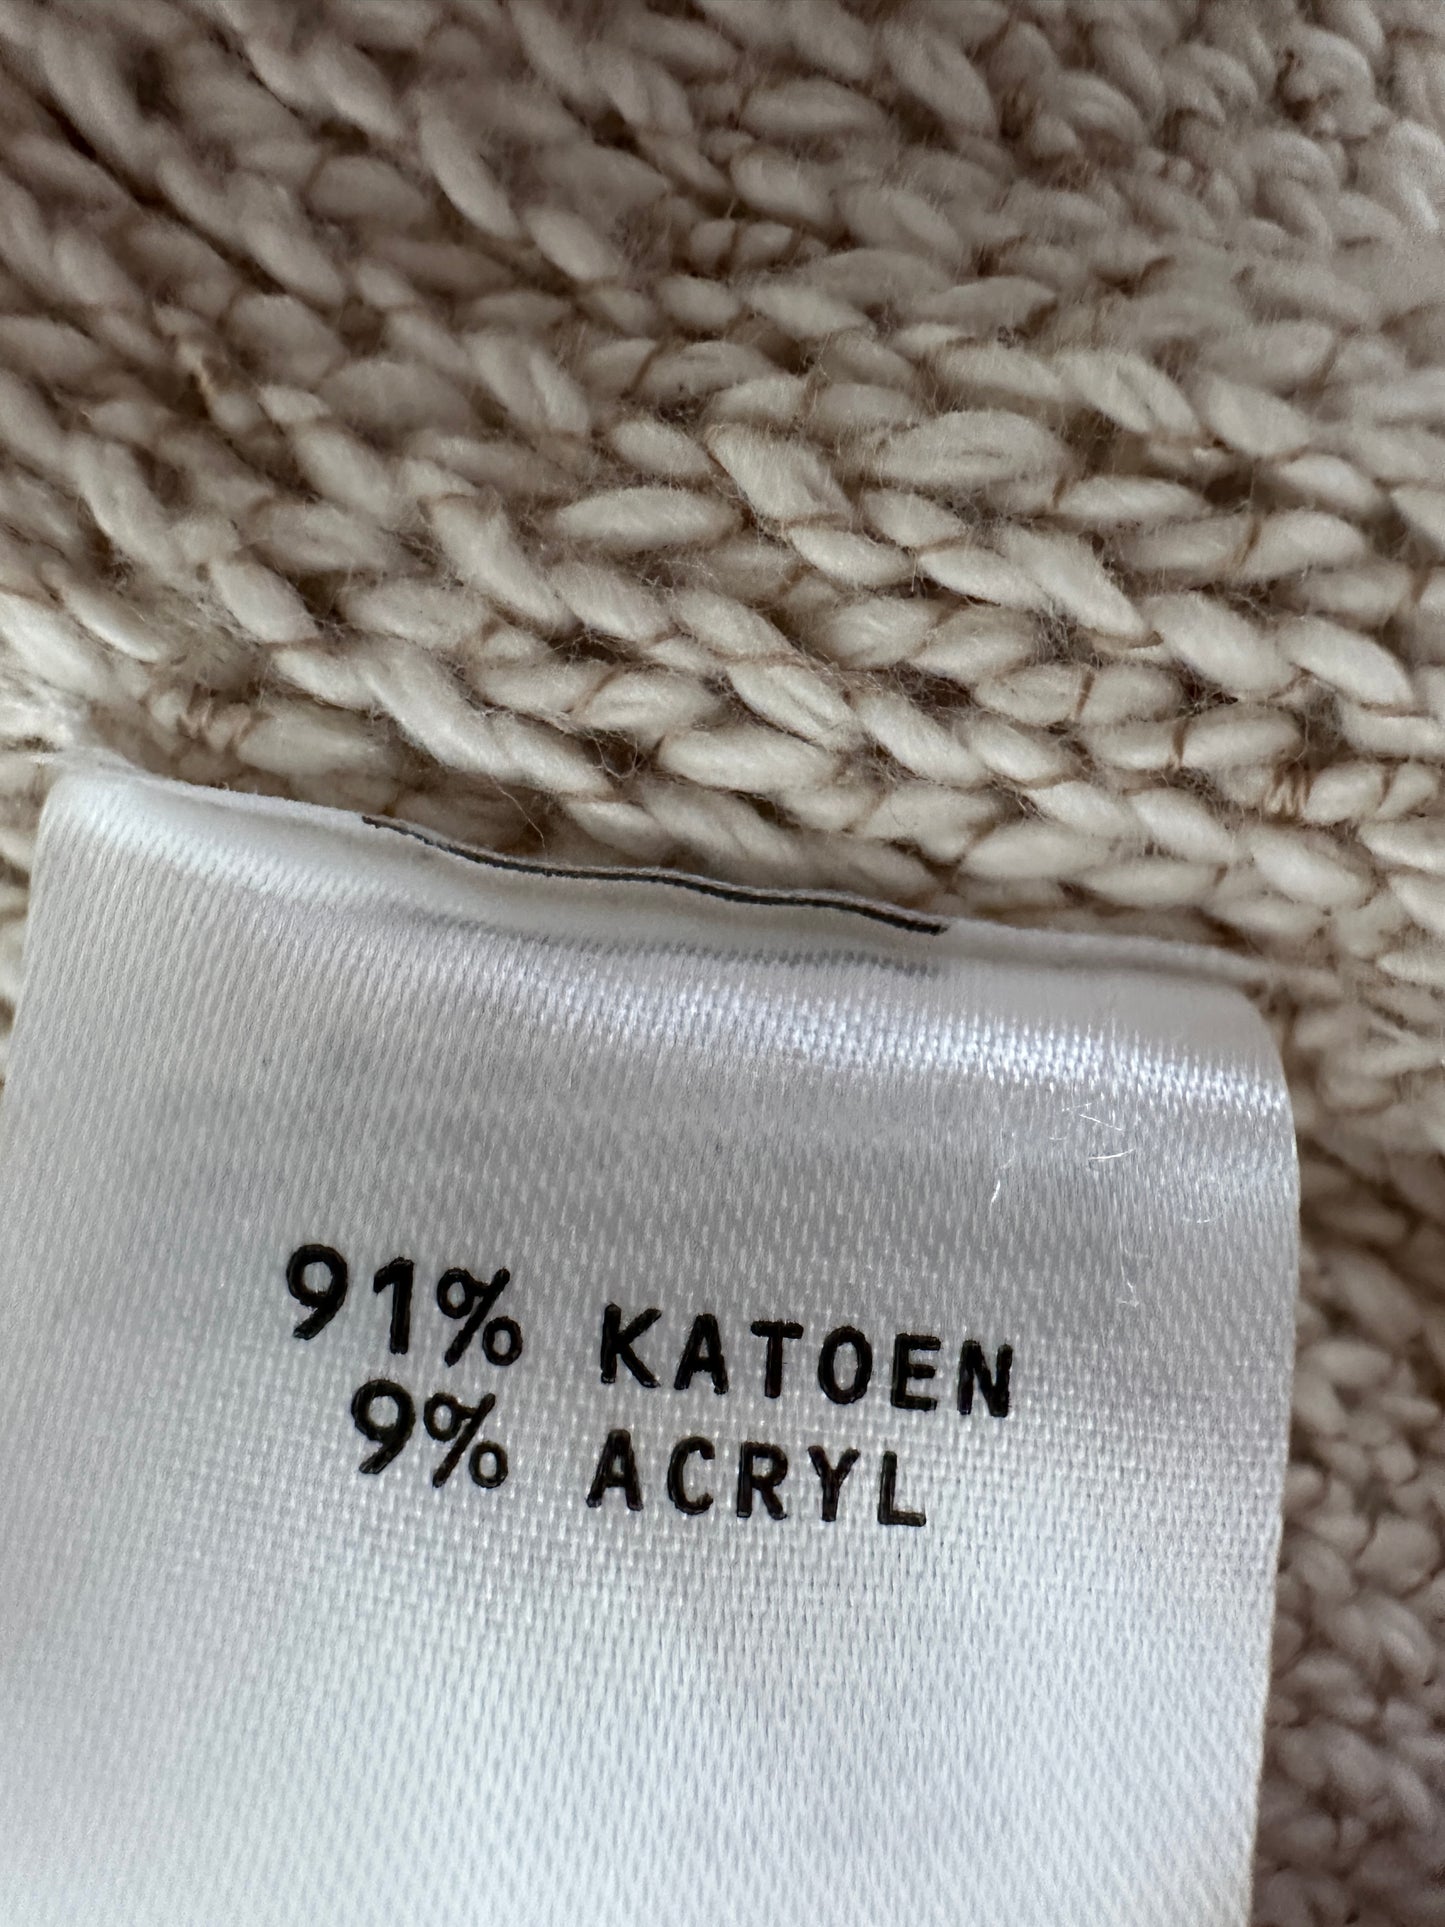 91% KATOEN
9% ACRYL